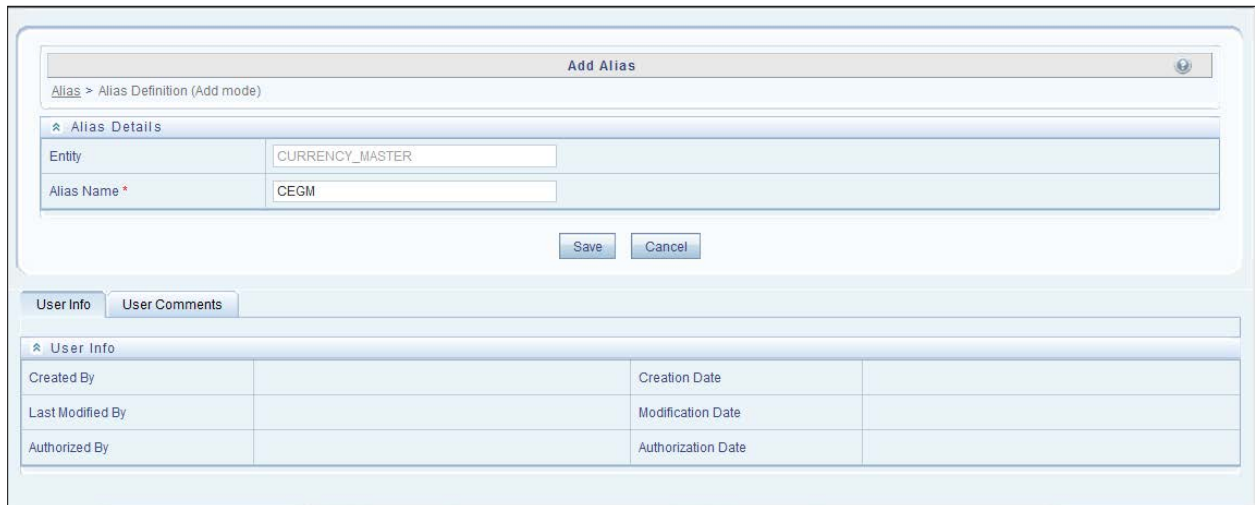 Add Alias
Alias > Alias Definition (Add mode)
Alias Details
Entity CURRENCY_MASTER
Alias Name * CEGM
Save Cancel
User Info User Comments
User Info
Created By Creation Date
Last Modified By Modification Date
Authorized By Authorization Date